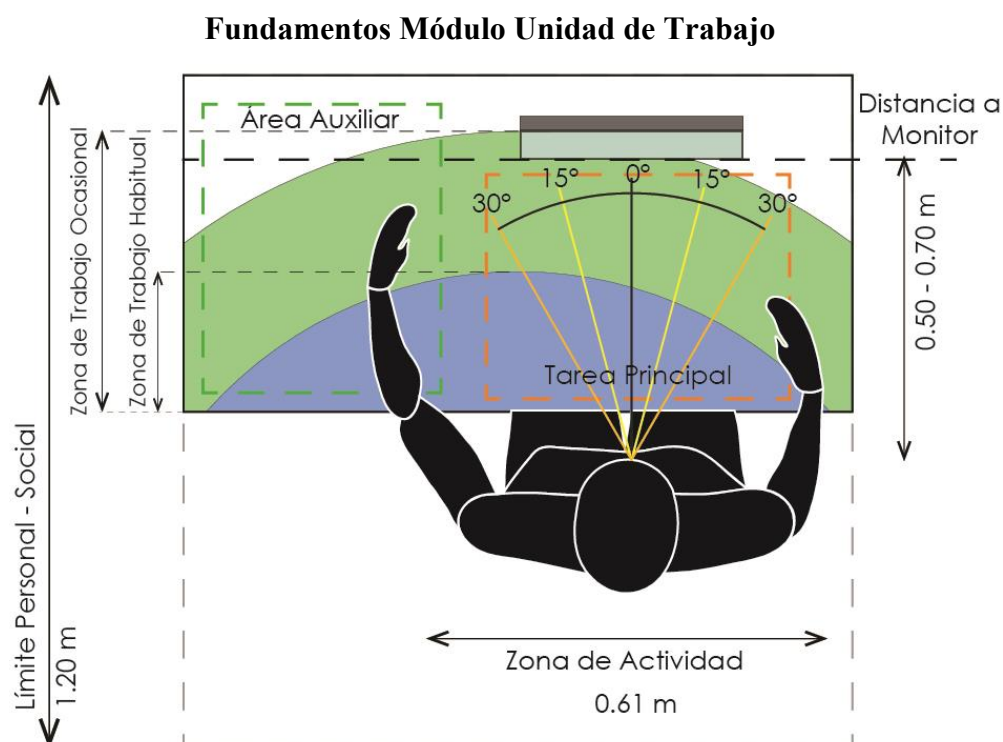 Fundamentos Módulo Unidad de Trabajo
Área Auxiliar
Distancia a
Monitor
Zona de Trabajo Ocasional
Zona de Trabajo Habitual
30°
15°
0°
15°
30°
0.50 - 0.70 m
Tarea Principal
Límite Personal - Social
1.20 m
Zona de Actividad
0.61 m